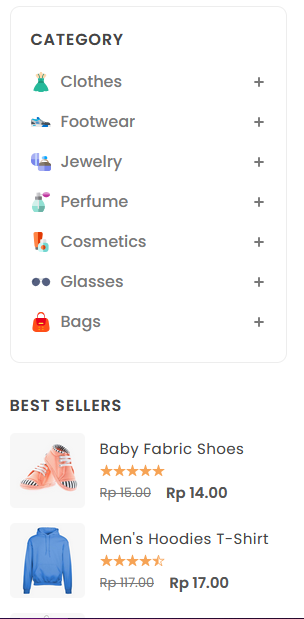 CATEGORY
Clothes +
Footwear +
Jewelry +
Perfume +
Cosmetics +
Glasses +
Bags +
BEST SELLERS
Baby Fabric Shoes
Rp 15.00 Rp 14.00
Men's Hoodies T-Shirt
Rp 117.00 Rp 17.00